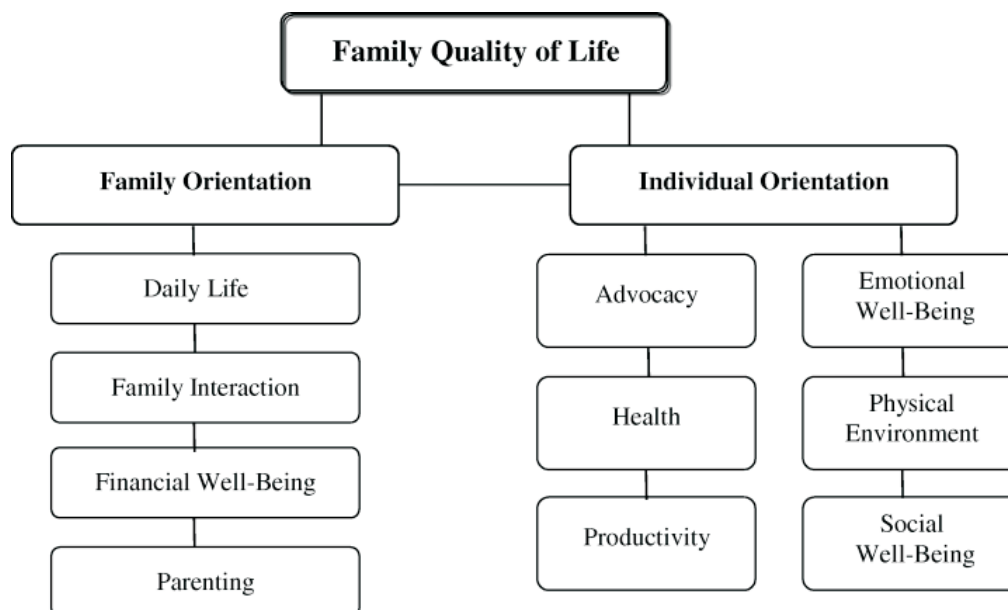 Family Quality of Life
Family Orientation
Individual Orientation
Daily Life
Family Interaction
Financial Well-Being
Parenting
Advocacy
Health
Productivity
Emotional
Well-Being
Physical
Environment
Social
Well-Being